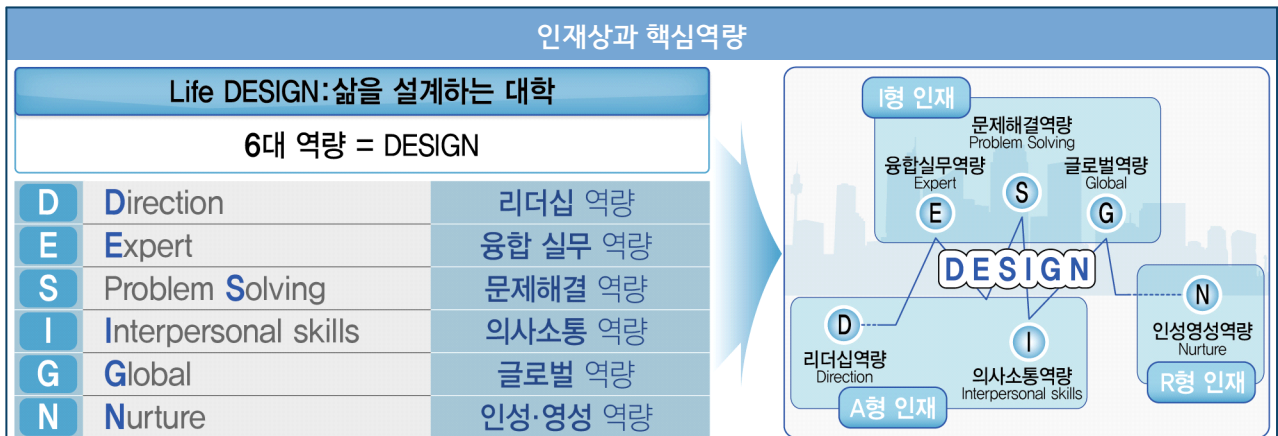 인재상과 핵심역량
Life DESIGN:삶을 설계하는 대학
6대 역량 = DESIGN
D Direction 리더십 역량
E Expert 융합 실무 역량
S Problem Solving 문제해결 역량
I Interpersonal skills 의사소통 역량
G Global 글로벌 역량
N Nurture 인성·영성 역량
I형 인재
문제해결역량
Problem Solving
융합실무역량
Expert
글로벌역량
Global
S
E
G
DESIGN
D
리더십역량
Direction
I
의사소통역량
Interpersonal skills
A형 인재
N
인성영성역량
Nurture
R형 인재